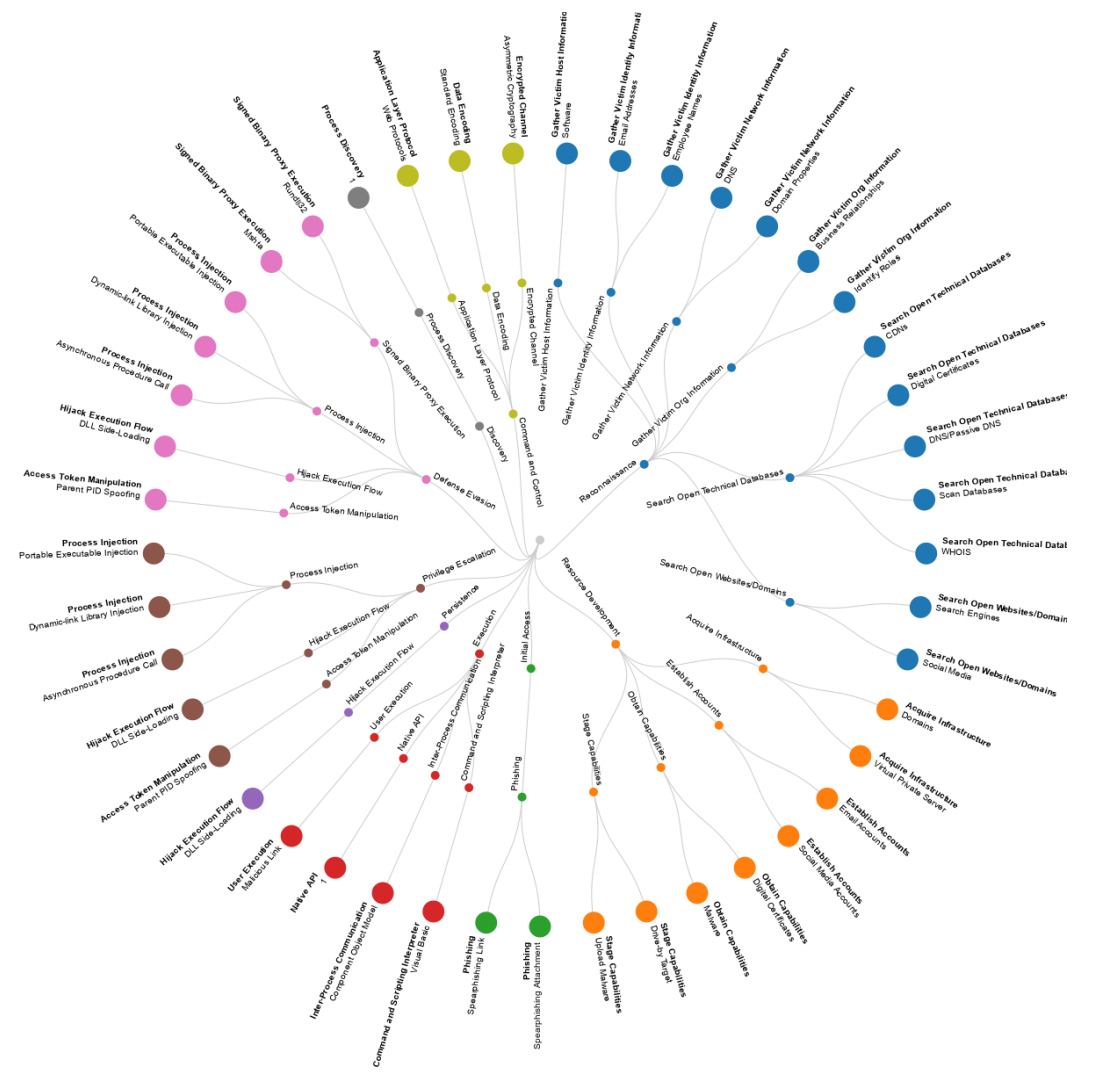 Gather Victim Host Informatio
Software
Gather Victim Identity Informati
Email Addresses
Gather Victim Identity Information
Employee Names
Gather Victim Network Information
DNS
Gather Victim Network Information
Domain Properties
Gather Victim Org Information
Business Relationships
Gather Victim Org Information
Identify Roles
Search Open Technical Databases
CDNs
Search Open Technical Databases
Digital Certificates
Search Open Technical Databases
DNS/Passive DNS
Search Open Technical Databa
Scan Databases
Search Open Technical Datab
WHOIS
Search Open Websites/Domain
Search Engines
Search Open Websites/Domains
Social Media
Acquire Infrastructure
Domains
Acquire Infrastructure
Virtual Private Server
Establish Accounts
Email Accounts
Establish Accounts
Social Media Accounts
Obtain Capabilities
Digital Certificates
Obtain Capabilities
Malware
Stage Capabilities
Drive-by Target
Stage Capabilities
Upload Malware
Phishing
Spearphishing Attachment
Phishing
Spearphishing Link
Command and Scripting Interpreter
Visual Basic
Inter-Process Communication
Component Object Model
Native API
1
User Execution
Malicious Link
Hijack Execution Flow
DLL Side-Loading
Access Token Manipulation
Parent PID Spoofing
Hijack Execution Flow
DLL Side-Loading
Process Injection
Asynchronous Procedure Call
Process Injection
Dynamic-link Library Injection
Process Injection
Portable Executable Injection
Access Token Manipulation
Parent PID Spoofing
Hijack Execution Flow
DLL Side-Loading
Process Injection
Asynchronous Procedure Call
Process Injection
Dynamic-link Library Injection
Process Injection
Portable Executable Injection
Signed Binary Proxy Execution
Mshta
Signed Binary Proxy Execution
Rundll32
Process Discovery
1
Application Layer Protocol
Web Protocols
Data Encoding
Standard Encoding
Encrypted Channel
Asymmetric Cryptography
Gather Victim Host Information
Gather Victim Identity Information
Gather Victim Network Information
Gather Victim Org Information
Search Open Technical Databases
Search Open Websites/Domains
Reconnaissance
Acquire Infrastructure
Establish Accounts
Obtain Capabilities
Stage Capabilities
Resource Development
Phishing
Initial Access
Command and Scripting Interpreter
Inter-Process Communication
Native API
User Execution
Execution
Hijack Execution Flow
Persistence
Access Token Manipulation
Hijack Execution Flow
Process Injection
Privilege Escalation
Access Token Manipulation
Hijack Execution Flow
Process Injection
Signed Binary Proxy Execution
Defense Evasion
Process Discovery
Discovery
Application Layer Protocol
Data Encoding
Encrypted Channel
Command and Control